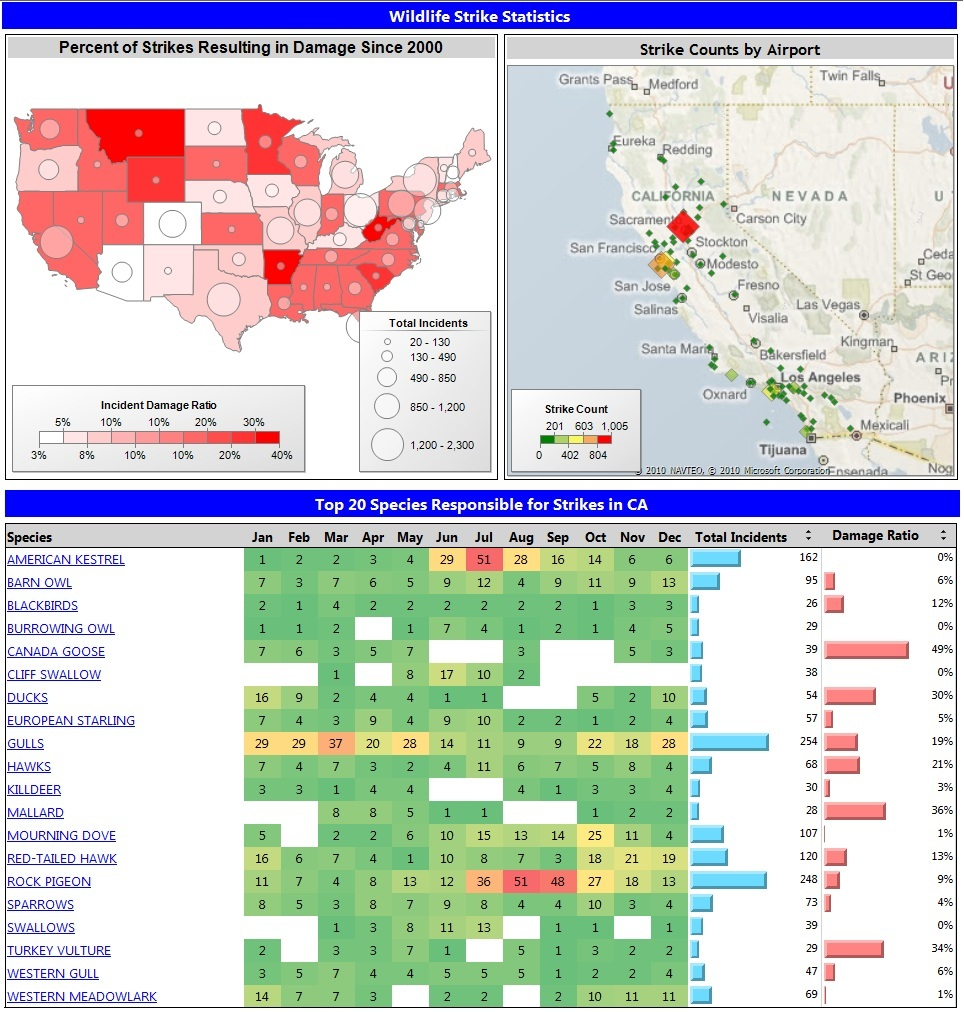 Wildlife Strike Statistics
Percent of Strikes Resulting in Damage Since 2000
Total Incidents
20 - 130
130 - 490
490 - 850
850 - 1,200
1,200 - 2,300
Incident Damage Ratio
5% 10% 10% 20% 30%
3% 8% 10% 10% 20% 40%
Strike Counts by Airport
Grants Pass
Medford
Twin Falls
U
Eureka
Redding
CALIFORNIA
NEVADA
U
Sacramento
Carson City
San Francisco
Stockton
Modesto
Ceda
St Geo
San Jose
Fresno
Salinas
Visalia
Las Vegas
Santa Maria
Bakersfield
Kingman
ARIZ
Pr
Oxnard
Los Angeles
Phoenix
Mexicali
Tijuana
Ensenada
Nog
Strike Count
201 603 1,005
0 402 804
© 2010 NAVTEQ, © 2010 Microsoft Corporation
Top 20 Species Responsible for Strikes in CA
Species Jan Feb Mar Apr May Jun Jul Aug Sep Oct Nov Dec Total Incidents Damage Ratio
AMERICAN KESTREL 1 2 2 3 4 29 51 28 16 14 6 6 162 0%
BARN OWL 7 3 7 6 5 9 12 4 9 11 9 13 95 6%
BLACKBIRDS 2 1 4 2 2 2 2 2 2 1 3 3 26 12%
BURROWING OWL 1 1 2 1 7 4 1 2 1 4 5 29 0%
CANADA GOOSE 7 6 3 5 7 3 5 3 39 49%
CLIFF SWALLOW 1 8 17 10 2 38 0%
DUCKS 16 9 2 4 4 1 1 5 2 10 54 30%
EUROPEAN STARLING 7 4 3 9 4 9 10 2 2 1 2 4 57 5%
GULLS 29 29 37 20 28 14 11 9 9 22 18 28 254 19%
HAWKS 7 4 7 3 2 4 11 6 7 5 8 4 68 21%
KILLDEER 3 3 1 4 4 4 1 3 3 4 30 3%
MALLARD 8 8 5 1 1 1 2 2 28 36%
MOURNING DOVE 5 2 2 6 10 15 13 14 25 11 4 107 1%
RED-TAILED HAWK 16 6 7 4 1 10 8 7 3 18 21 19 120 13%
ROCK PIGEON 11 7 4 8 13 12 36 51 48 27 18 13 248 9%
SPARROWS 8 5 3 8 7 9 8 4 4 10 3 4 73 4%
SWALLOWS 1 3 8 11 13 1 1 1 39 0%
TURKEY VULTURE 2 3 3 7 1 5 1 3 2 2 29 34%
WESTERN GULL 3 5 7 4 4 5 5 5 1 2 2 4 47 6%
WESTERN MEADOWLARK 14 7 7 3 2 2 2 10 11 11 69 1%